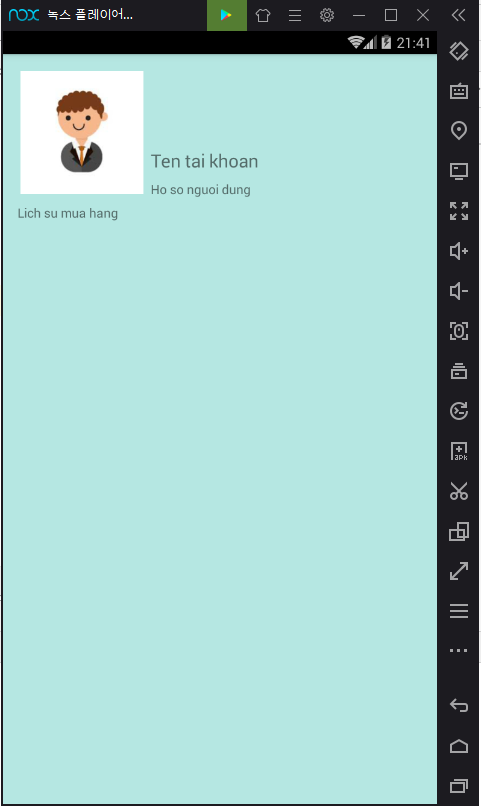 nox 녹스 플레이어...
21:41
Ten tai khoan
Ho so nguoi dung
Lich su mua hang